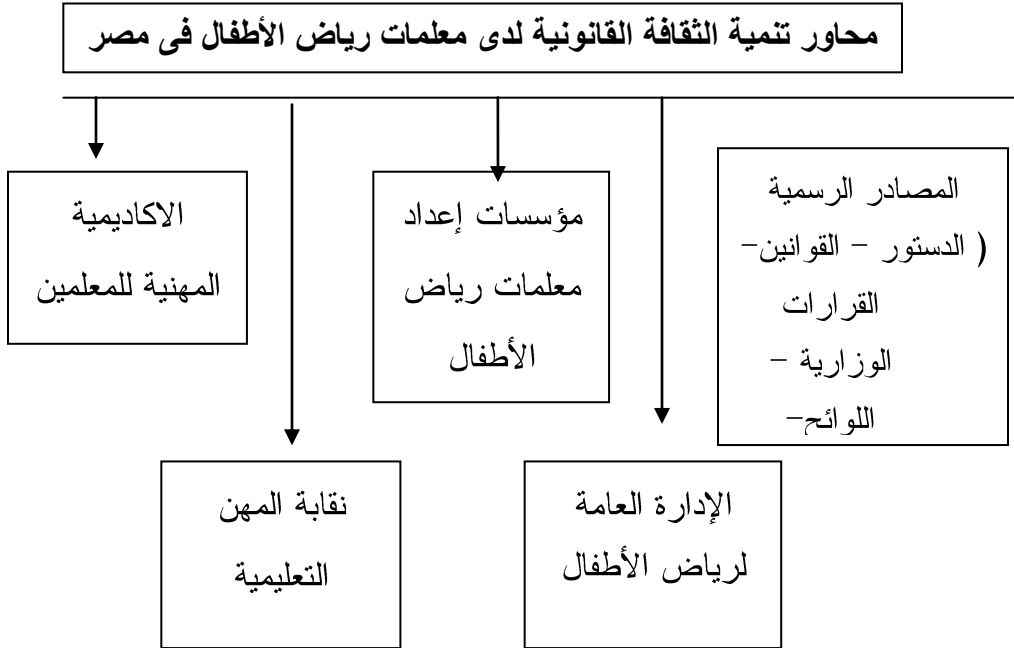 محاور تنمية الثقافة القانونية لدى معلمات رياض الأطفال فى مصر
المصادر الرسمية
( الدستور – القوانين–
القرارات
الوزارية –
اللوائح–
مؤسسات إعداد
معلمات رياض
الأطفال
الاكاديمية
المهنية للمعلمين
الإدارة العامة
لرياض الأطفال
نقابة المهن
التعليمية